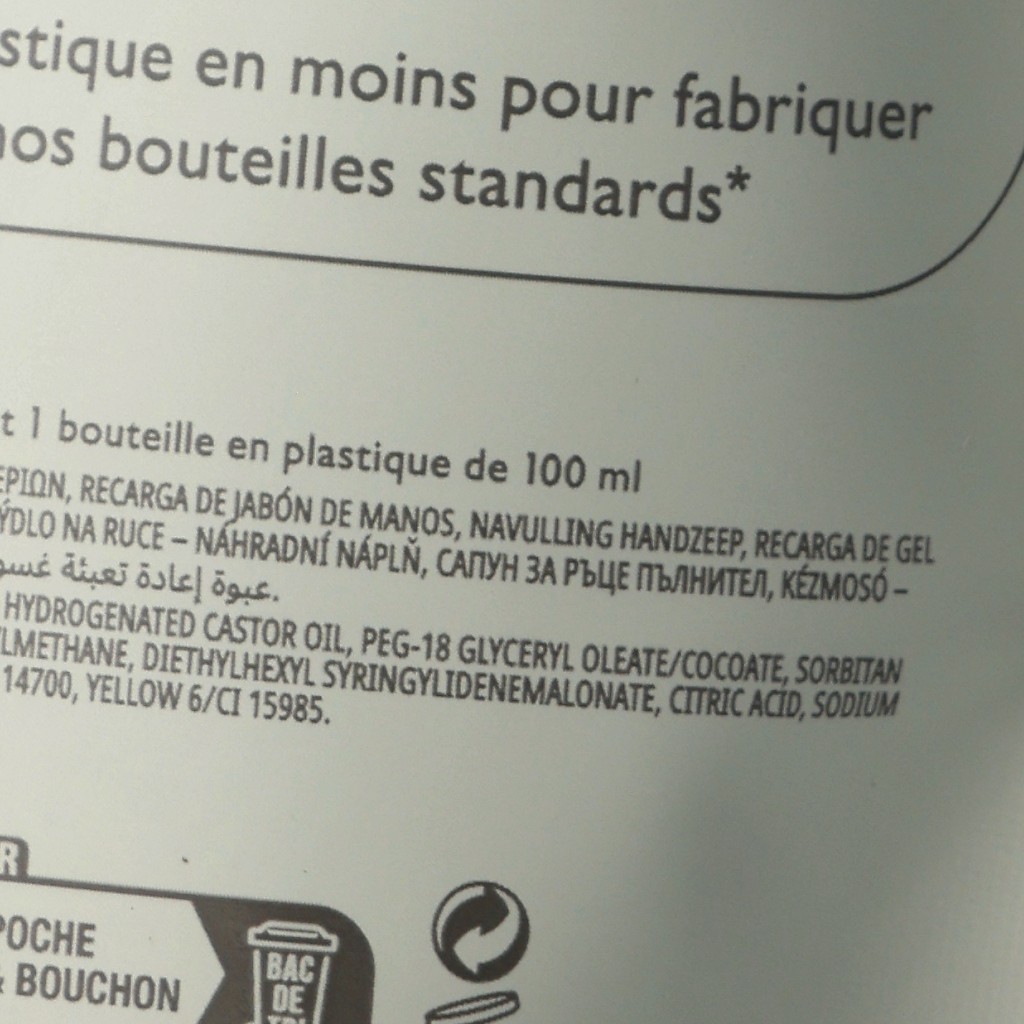 stique en moins pour fabriquer
nos bouteilles standards*
t 1 bouteille en plastique de 100 ml
ΕΡΙΩΝ, RECARGA DE JABÓN DE MANOS, NAVULLING HANDZEEP, RECARGA DE GEL
ÝDLO NA RUCE – NÁHRADNÍ NÁPLŇ, САПУН ЗА РЪЦЕ ПЪЛНИТЕЛ, KÉZMOSÓ –
عبوة إعادة تعبئة غسو.
HYDROGENATED CASTOR OIL, PEG-18 GLYCERYL OLEATE/COCOATE, SORBITAN
LMETHANE, DIETHYLHEXYL SYRINGYLIDENEMALONATE, CITRIC ACID, SODIUM
14700, YELLOW 6/CI 15985.
R
POCHE
& BOUCHON
BAC
DE
TRI